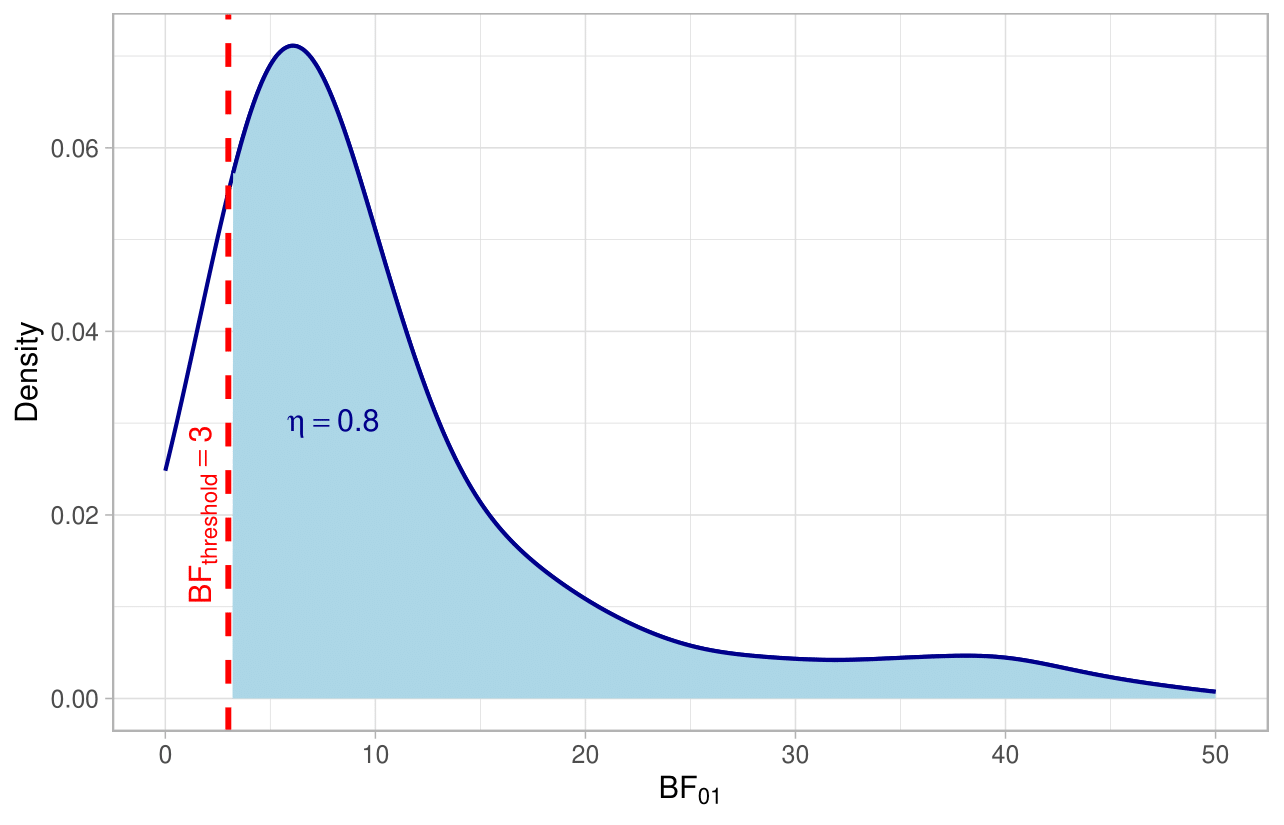 Density
0.06
0.04
0.02
0.00
BFthreshold = 3
η = 0.8
0 10 20 30 40 50
BF01